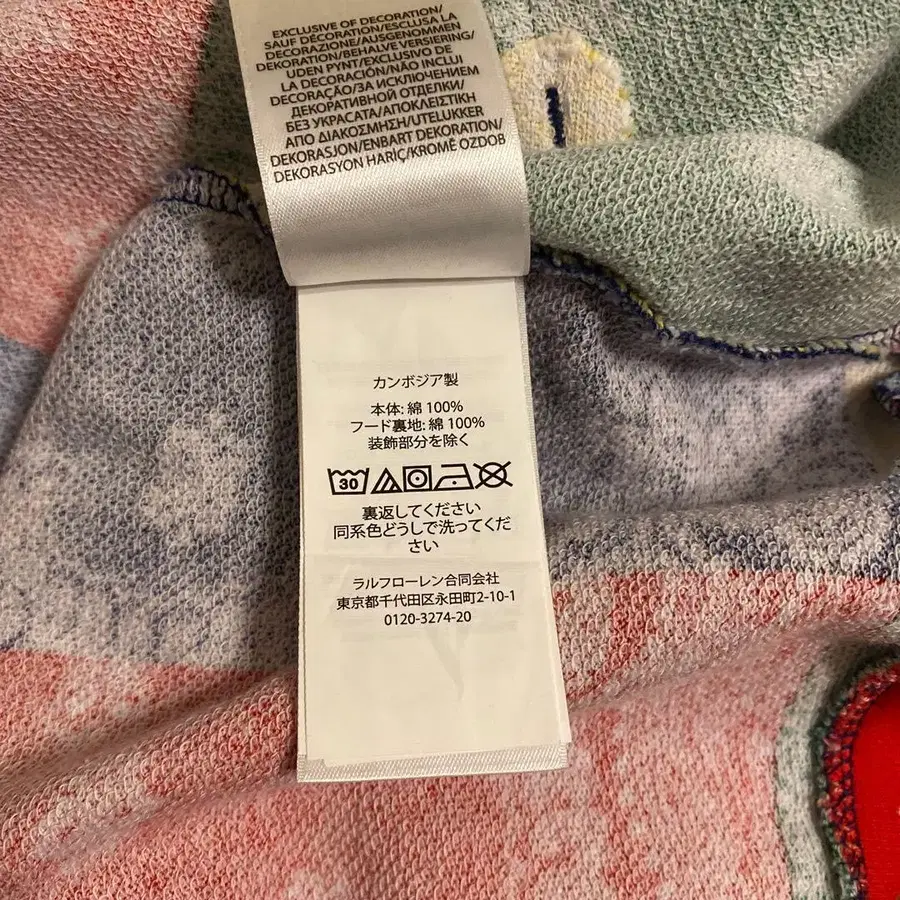 EXCLUSIVE OF DECORATION/
SAUF DÉCORATION/ESCLUSA LA
DECORAZIONE/AUSGENOMMEN
DEKORATION/BEHALVE VERSIERING/
UDEN PYNT/EXCLUSIVO DE
LA DECORACIÓN/NÃO INCLUI
DECORAÇÃO/ЗА ИСКЛЮЧЕНИЕМ
ДЕКОРАТИВНОЙ ОТДЕЛКИ/
БЕЗ УКРАСАТА/ΑΠΟΚΛΕΙΣΤΙΚΗ
ΑΠΟ ΔΙΑΚΟΣΜΗΣΗ/UTELUKKER
DEKORASJON/ENBART DEKORATION/
DEKORASYON HARİÇ/KROMĚ OZDOB
カンボジア製
本体: 綿 100%
フード裏地: 綿 100%
装飾部分を除く
30
裏返してください
同系色どうしで洗ってくだ
さい
ラルフローレン合同会社
東京都千代田区永田町2-10-1
0120-3274-20